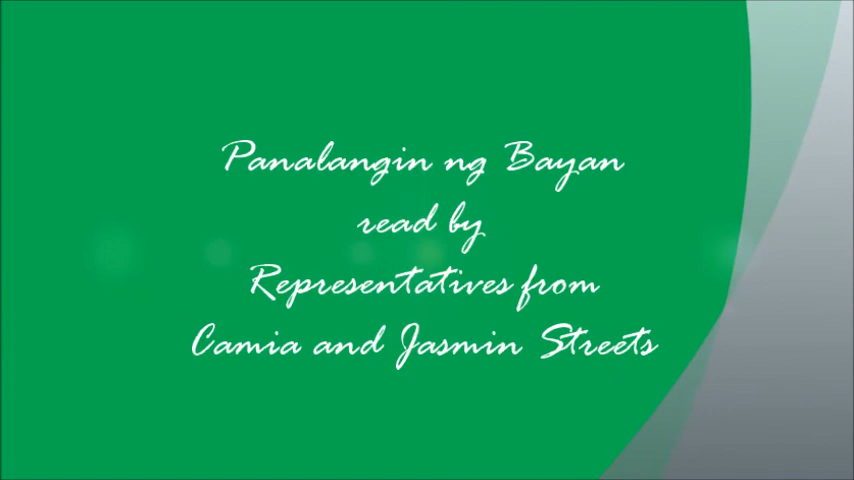 Panalangin ng Bayan
read by
Representatives from
Camia and Jasmin Streets